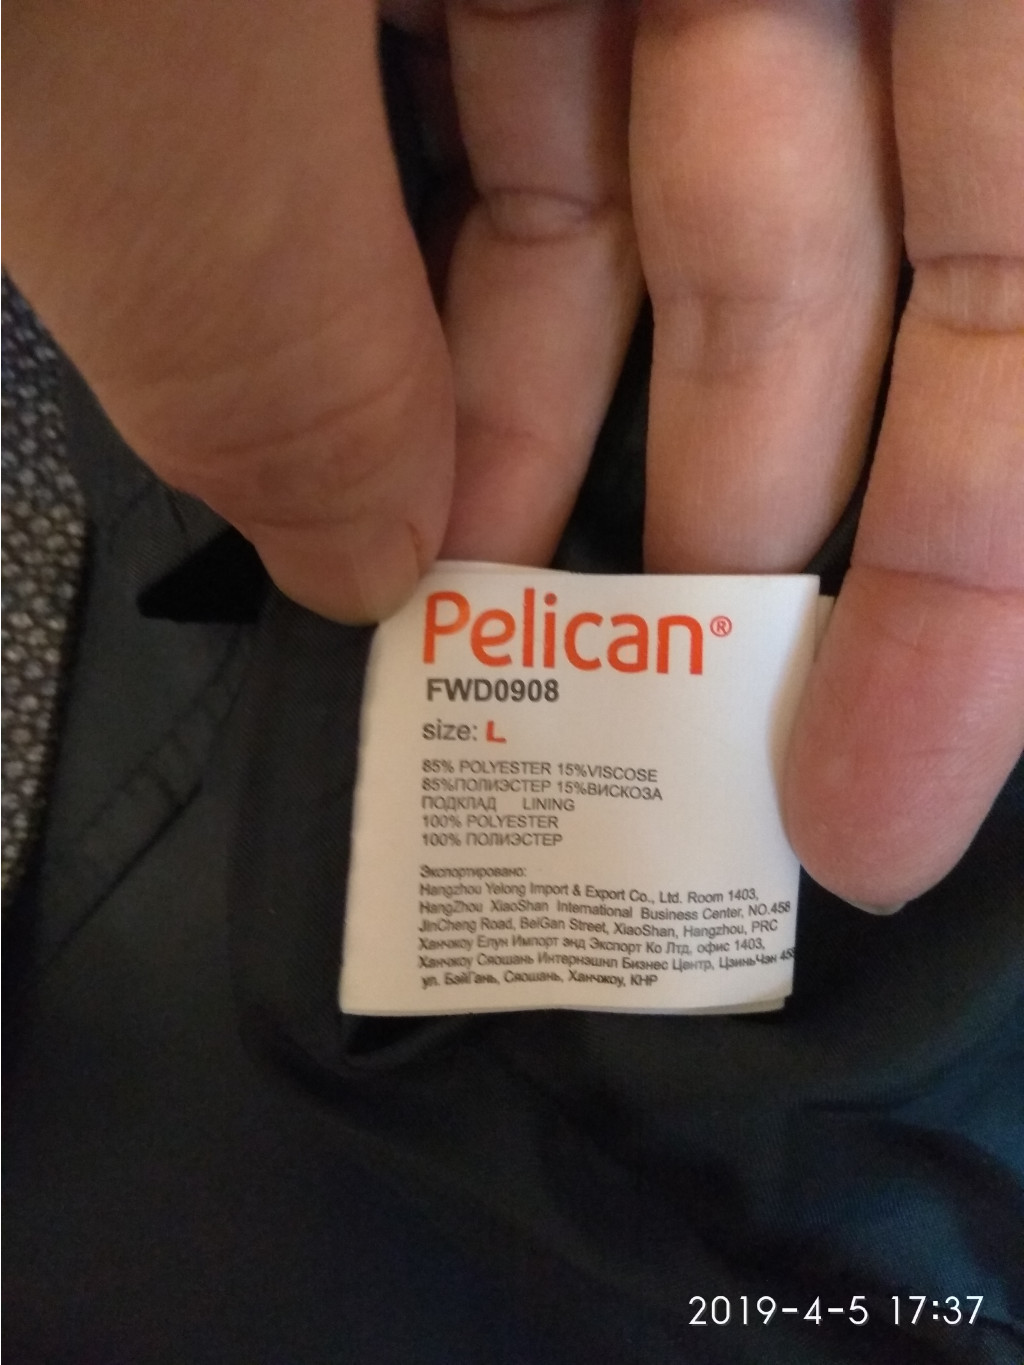 Pelican®
FWD0908
size: L
85% POLYESTER 15%VISCOSE
85%ПОЛИЭСТЕР 15%ВИСКОЗА
ПОДКЛАД LINING
100% POLYESTER
100% ПОЛИЭСТЕР
Экспортировано:
Hangzhou Yelong Import & Export Co., Ltd. Room 1403,
HangZhou XiaoShan International Business Center, NO.458
JinCheng Road, BeiGan Street, XiaoShan, Hangzhou, PRC
Ханчжоу Елун Импорт энд Экспорт Ко Лтд, офис 1403,
Ханчжоу Сяошань Интернэшнл Бизнес Центр, ЦзиньЧэн 458
ул. БэйГань, Сяошань, Ханчжоу, КНР
2019-4-5 17:37